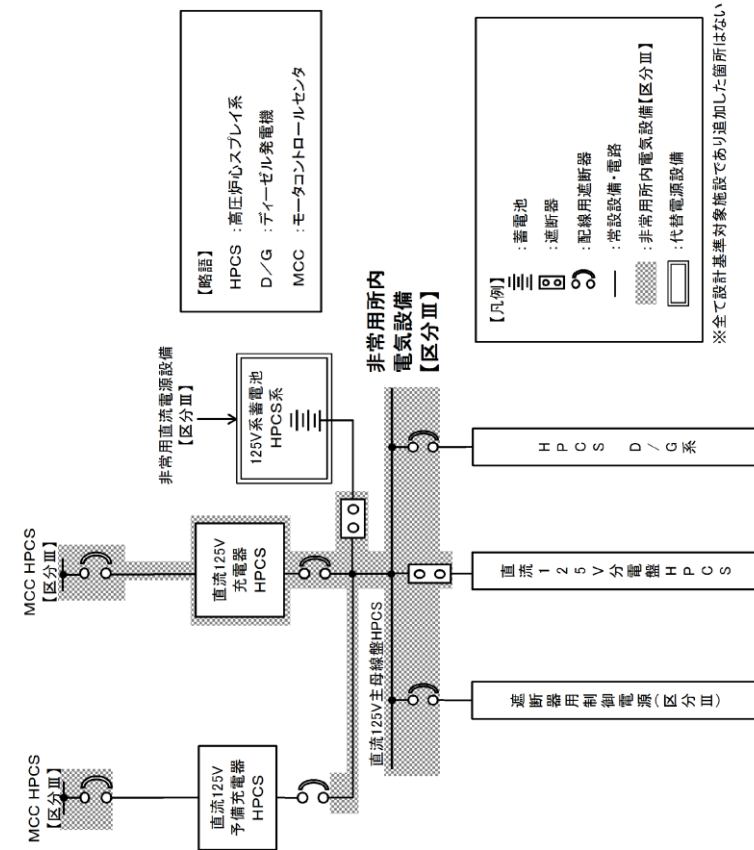 MCC HPCS
【区分Ⅲ】
直流125V
予備充電器
HPCS
MCC HPCS
【区分Ⅲ】
直流125V
充電器
HPCS
非常用直流電源設備
【区分Ⅲ】
125V系蓄電池
HPCS系
直流125V主母線盤HPCS
非常用所内
電気設備
【区分Ⅲ】
遮断器用制御電源(区分Ⅲ)
直流125V分電盤HPCS
HPCS D/G系
【略語】
HPCS :高圧炉心スプレイ系
D/G :ディーゼル発電機
MCC :モータコントロールセンタ
【凡例】
:蓄電池
:遮断器
:配線用遮断器
:常設設備・電路
:非常用所内電気設備【区分Ⅲ】
:代替電源設備
※全て設計基準対象施設であり追加した箇所はない